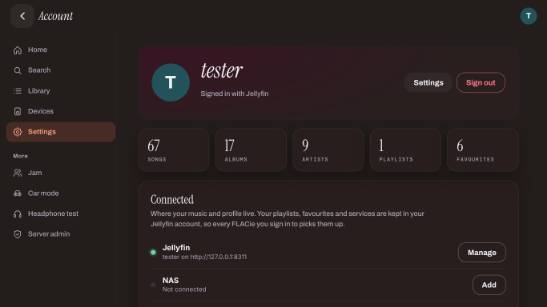 Account
T
Home
Search
Library
Devices
Settings
More
Jam
Car mode
Headphone test
Server admin
T
tester
Signed in with Jellyfin
Settings
Sign out
67
SONGS
17
ALBUMS
9
ARTISTS
1
PLAYLISTS
6
FAVOURITES
Connected
Where your music and profile live. Your playlists, favourites and services are kept in your
Jellyfin account, so every FLACie you sign in to picks them up.
Jellyfin
tester on http://127.0.0.1:8311
Manage
NAS
Not connected
Add